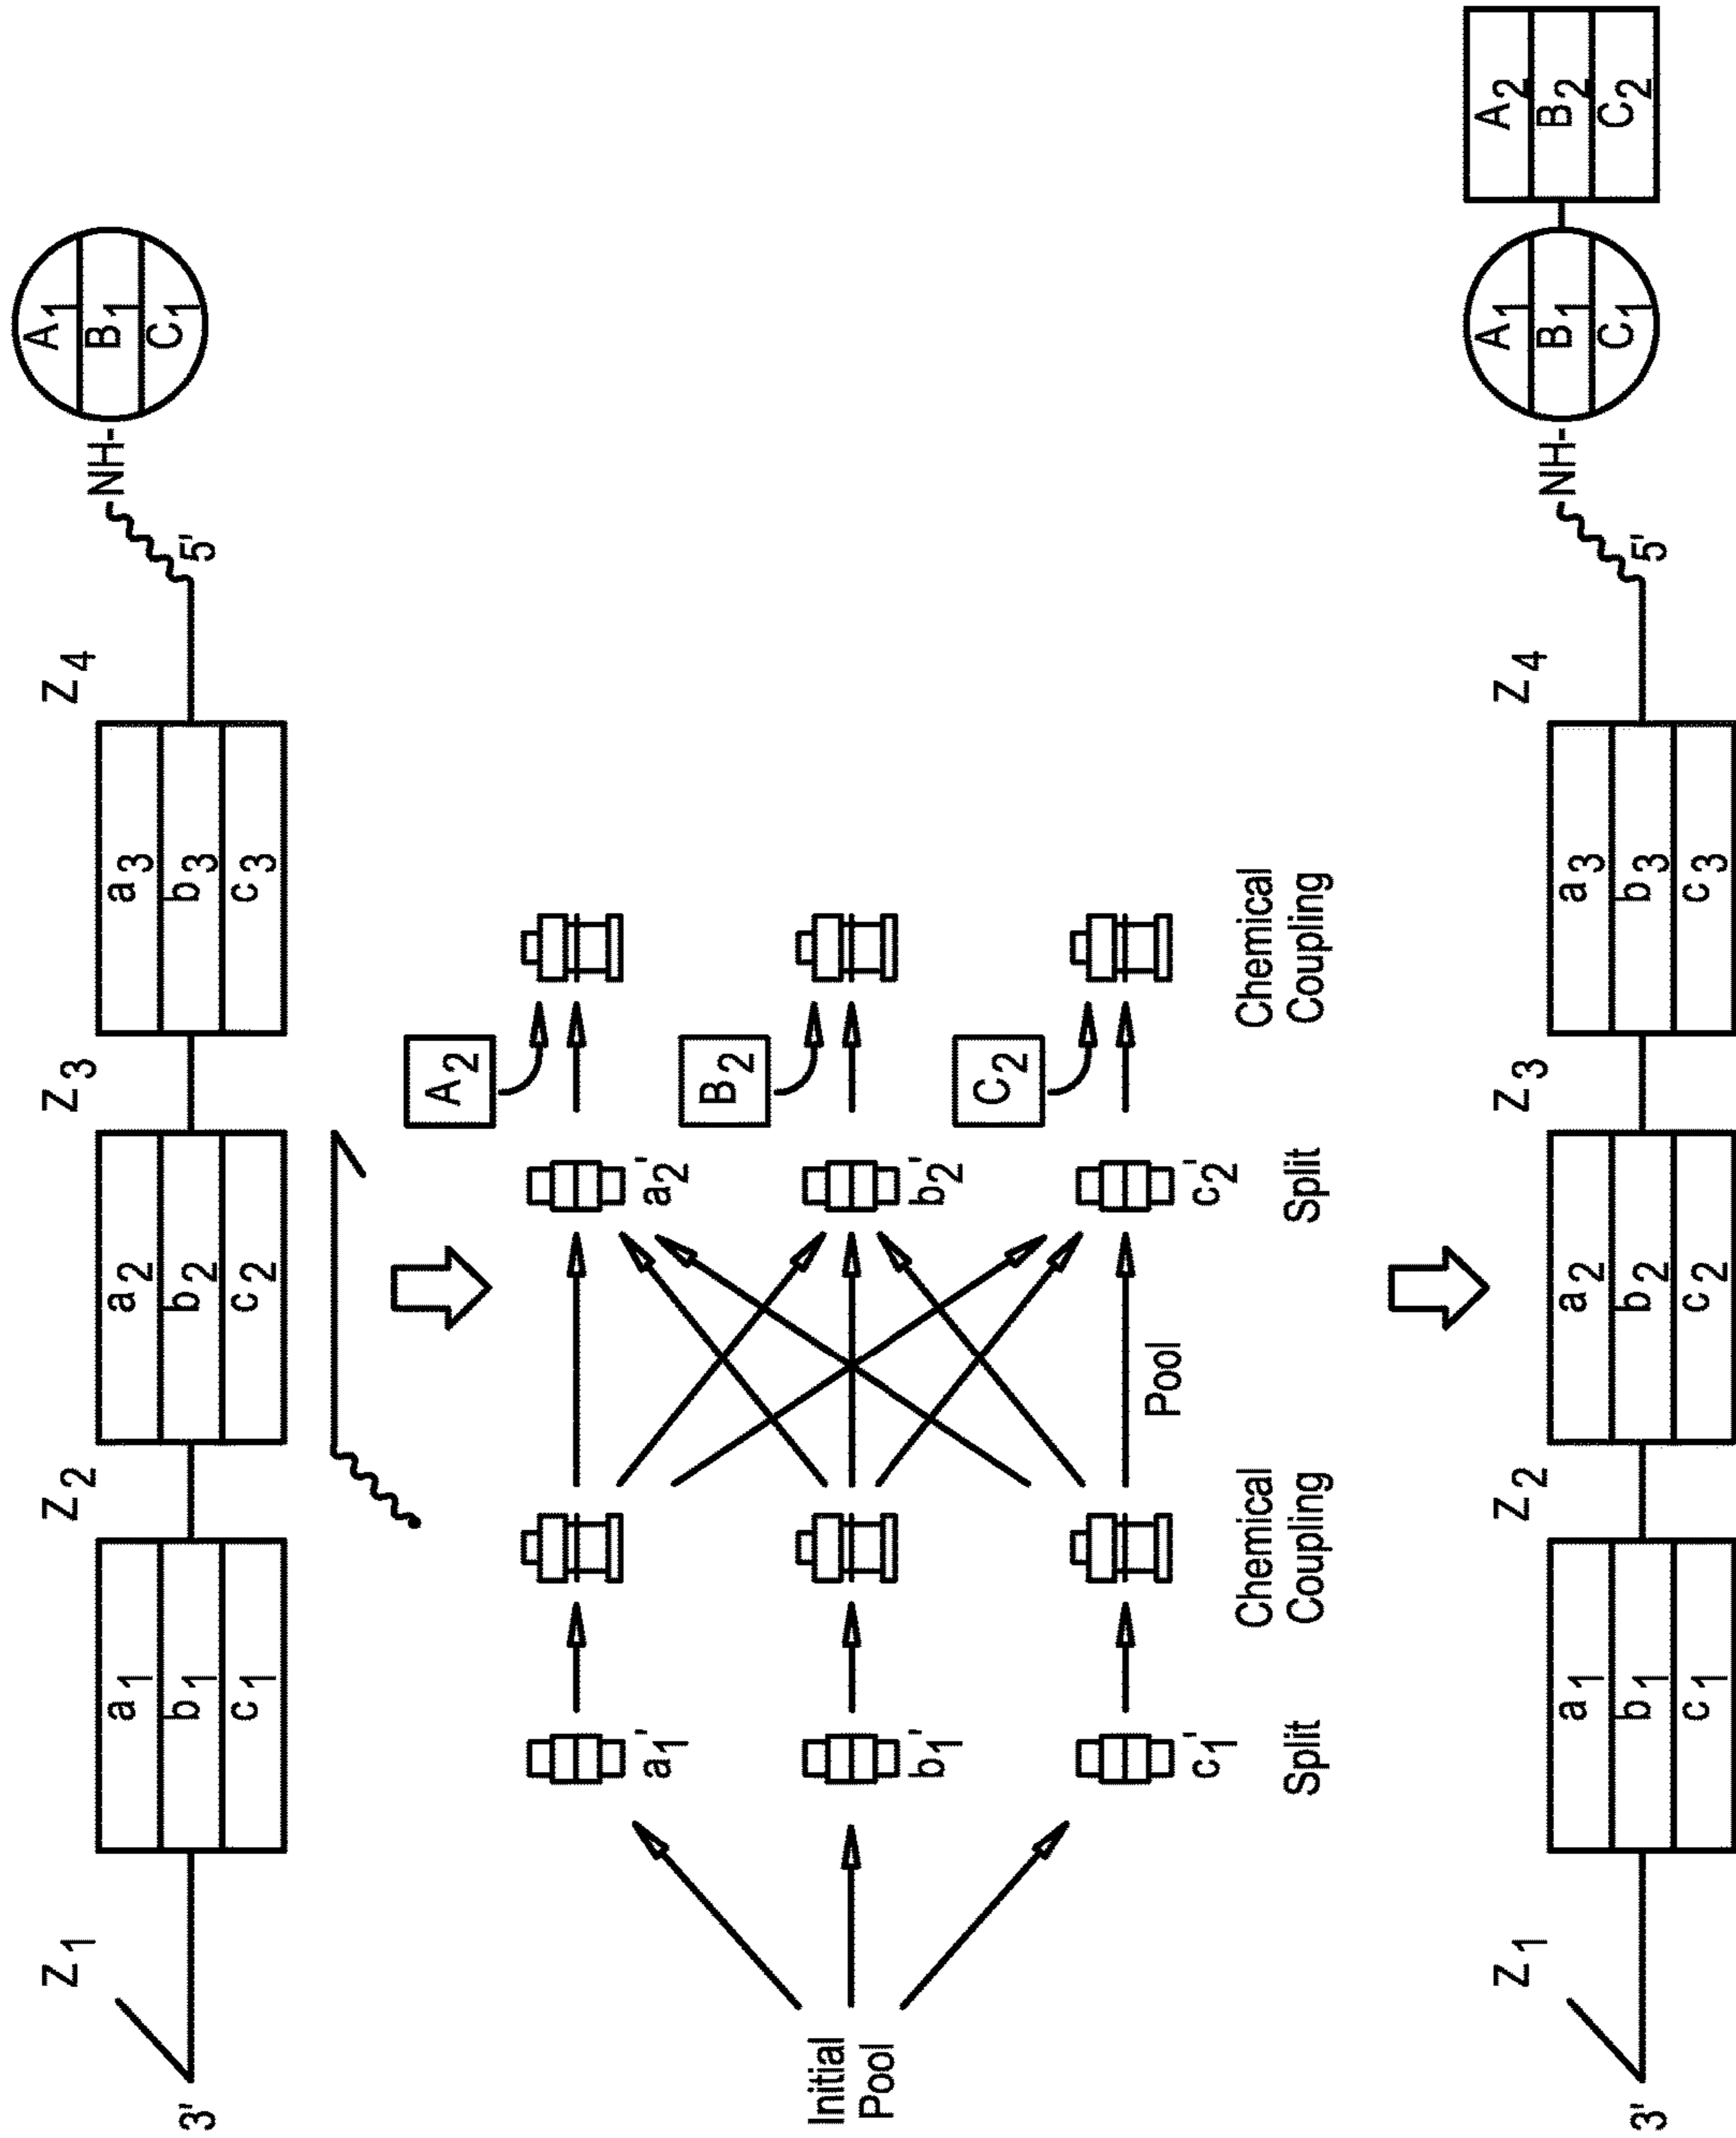 3' Z1 Z2 Z3 Z4 5' NH-
a1 a2 a3 A1
b1 b2 b3 B1
c1 c2 c3 C1
A2
a1' a2'
B2
Initial
Pool
b1' b2'
C2
Pool
c1' c2'
Split Chemical Coupling Split Chemical Coupling
3' Z1 Z2 Z3 Z4 5' NH-
a1 a2 a3 A1 A2
b1 b2 b3 B1 B2
c1 c2 c3 C1 C2